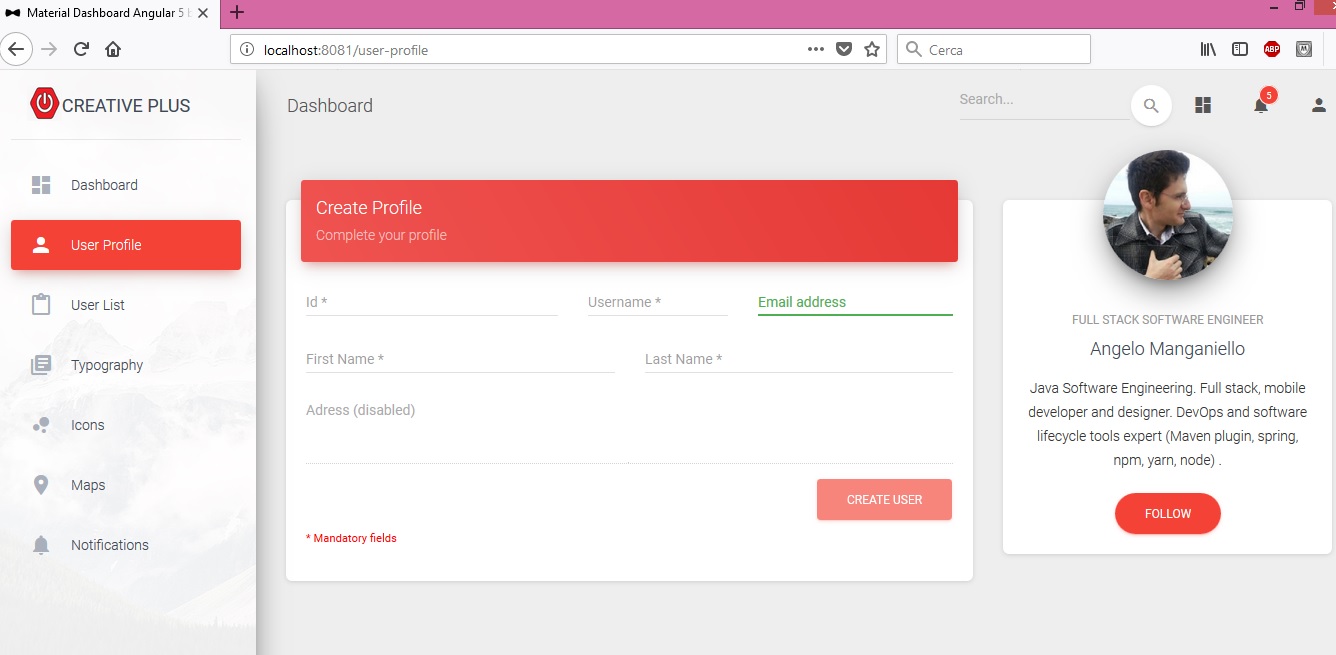 Material Dashboard Angular 5 b
localhost:8081/user-profile
Cerca
ABP
CREATIVE PLUS
Dashboard
User Profile
User List
Typography
Icons
Maps
Notifications
Dashboard
Search...
5
Create Profile
Complete your profile
Id *
Username *
Email address
First Name *
Last Name *
Adress (disabled)
CREATE USER
* Mandatory fields
FULL STACK SOFTWARE ENGINEER
Angelo Manganiello
Java Software Engineering. Full stack, mobile
developer and designer. DevOps and software
lifecycle tools expert (Maven plugin, spring,
npm, yarn, node) .
FOLLOW